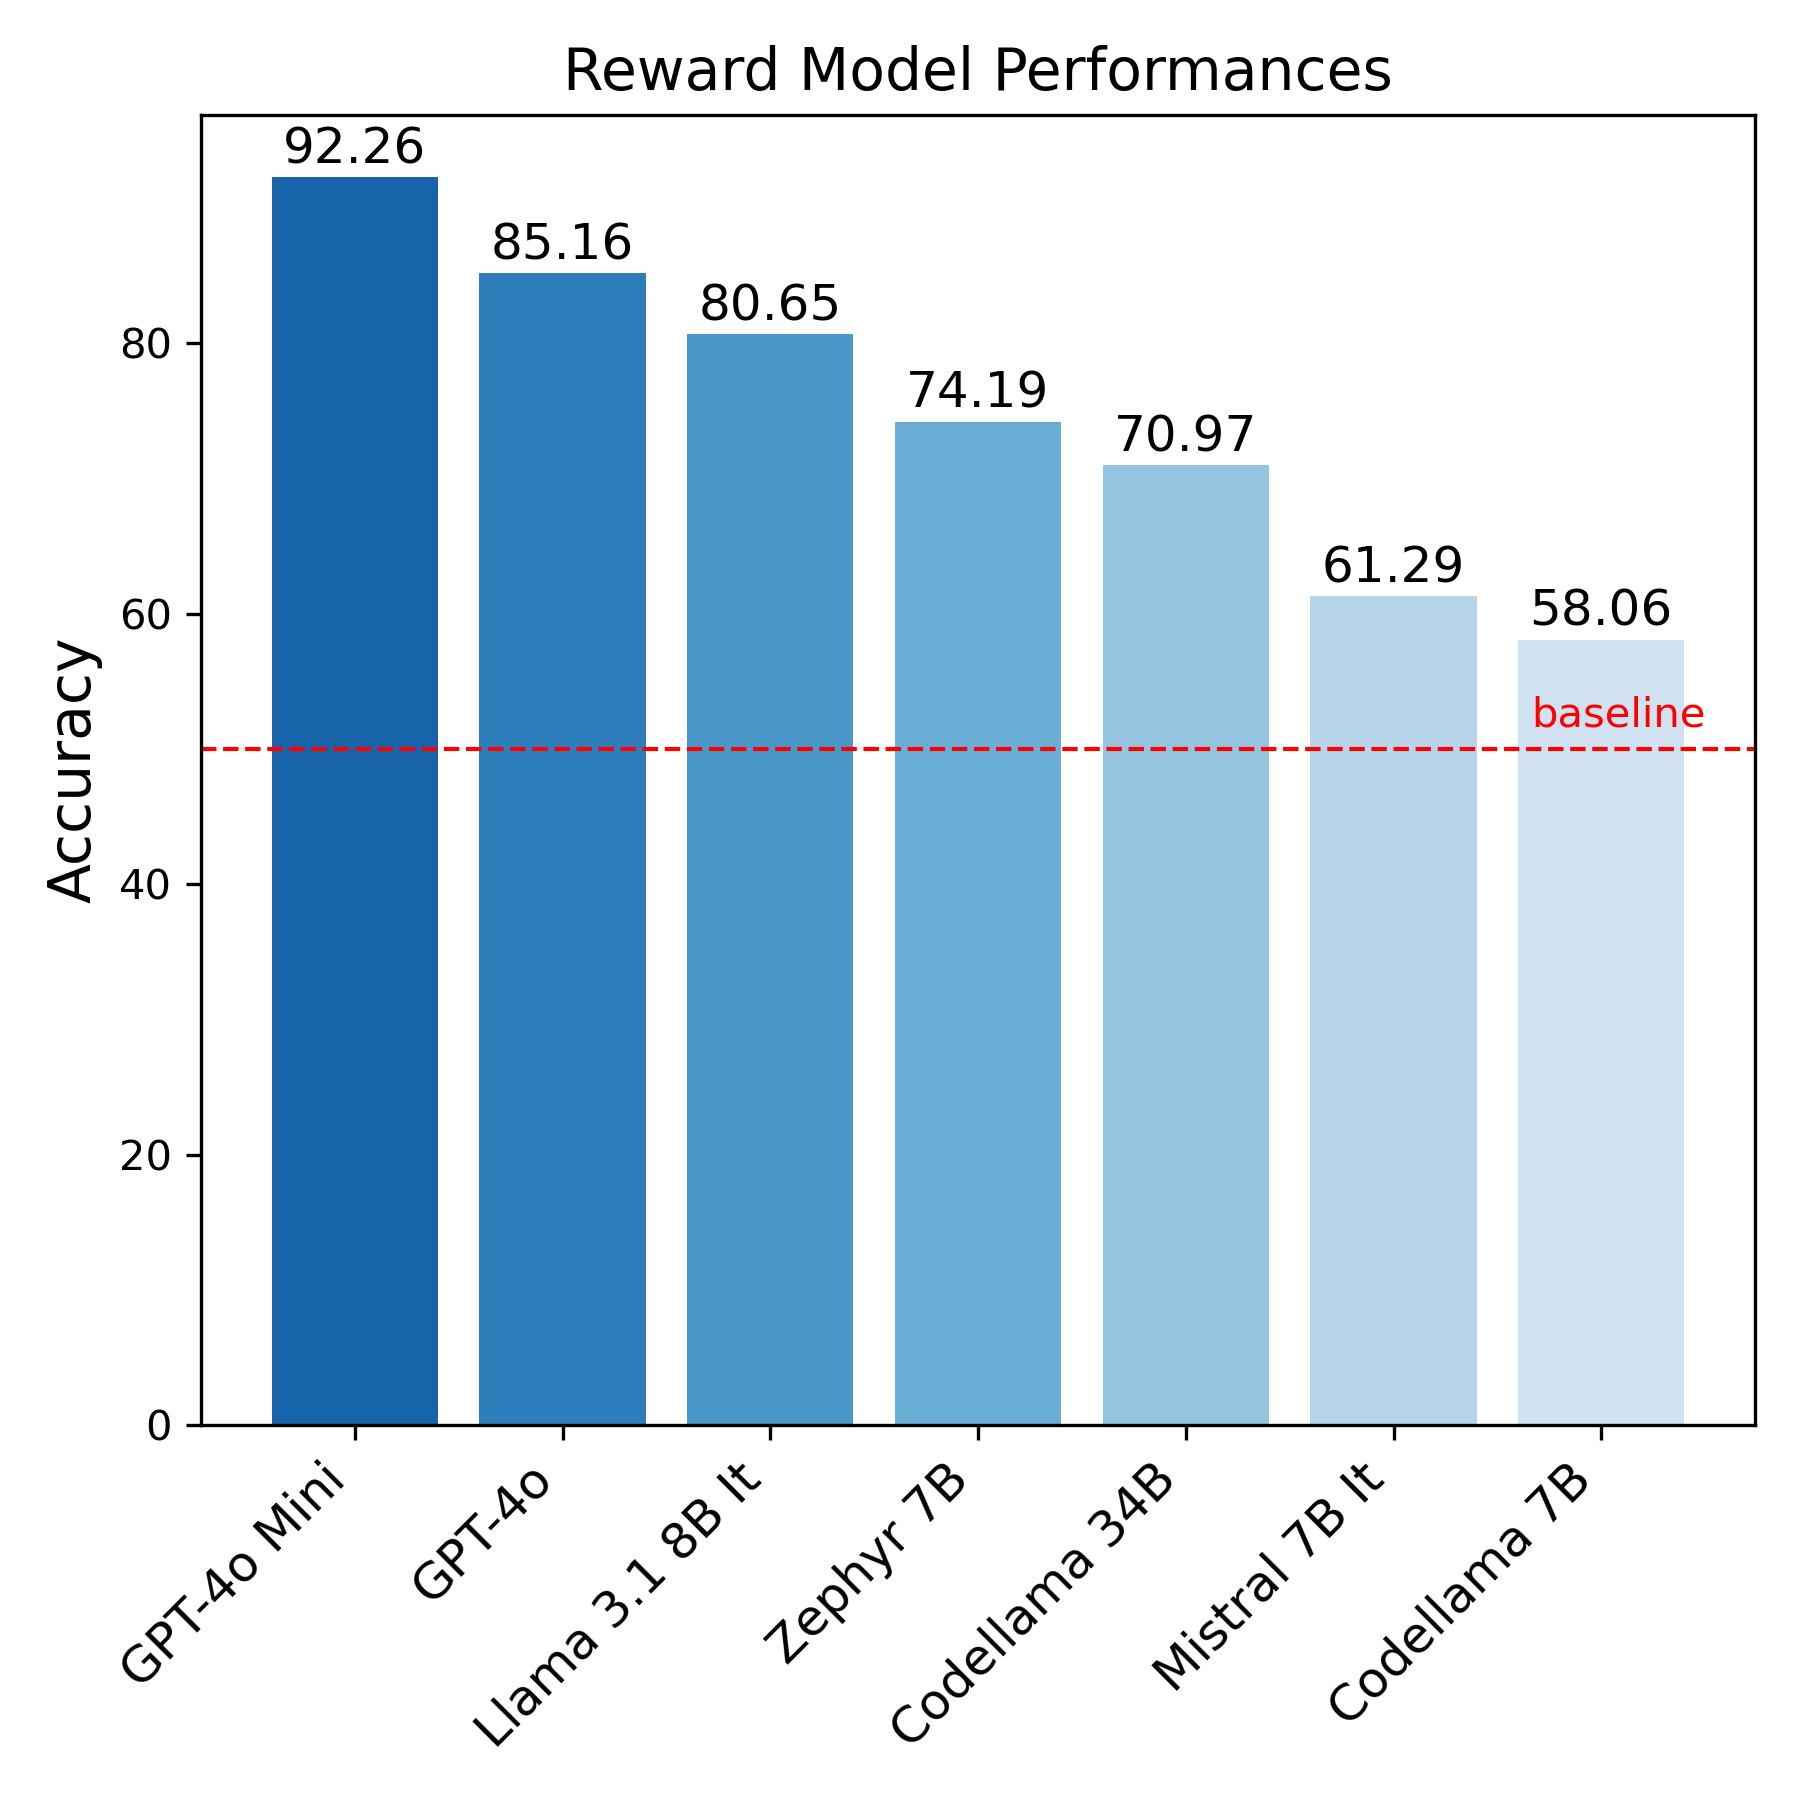 Reward Model Performances
92.26
85.16
80.65
74.19
70.97
61.29
58.06
baseline
Accuracy
80
60
40
20
0
GPT-4o Mini
GPT-4o
Llama 3.1 8B It
Zephyr 7B
Codellama 34B
Mistral 7B It
Codellama 7B